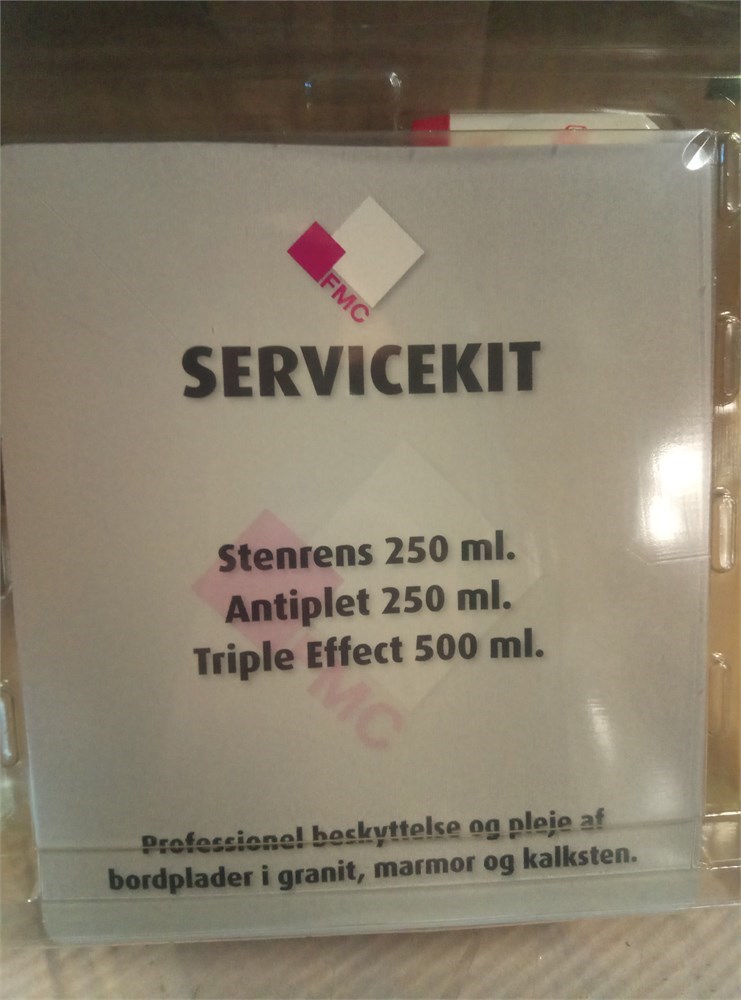 FMC
SERVICEKIT
Stenrens 250 ml.
Antiplet 250 ml.
Triple Effect 500 ml.
MC
Professionel beskyttelse og pleje af
bordplader i granit, marmor og kalksten.